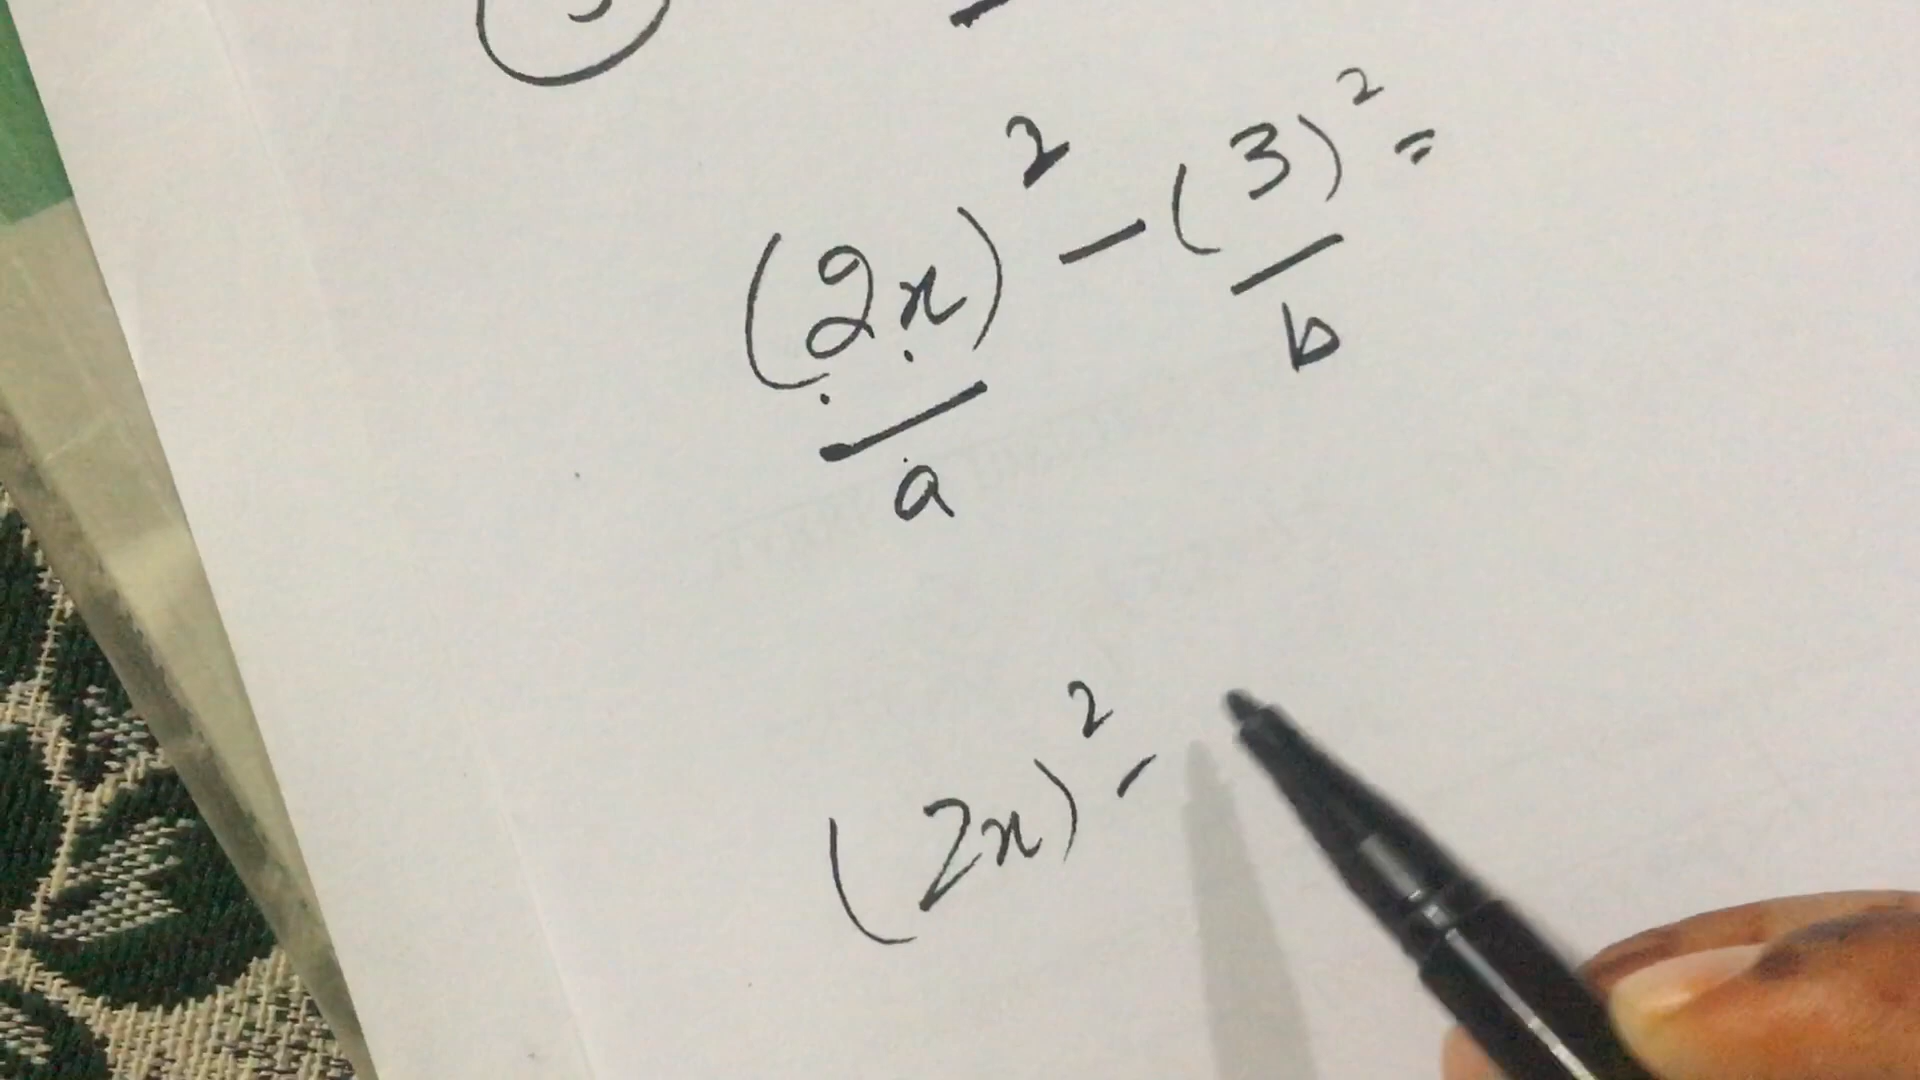 (2x)² - (3)² =
a b
(2x)² -